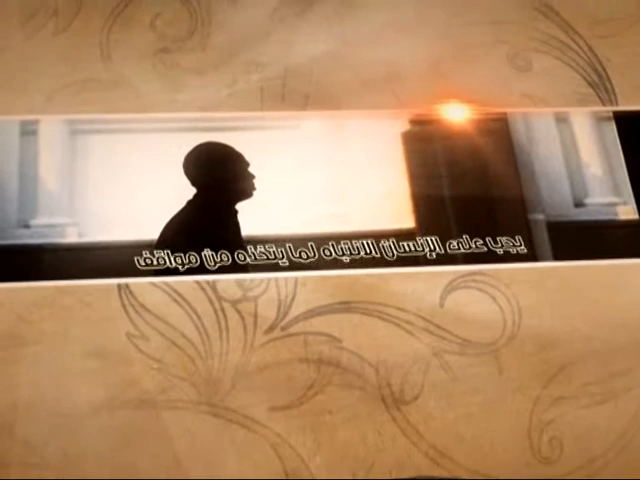 يجب على الإنسان الانتباه لما يتخذه من مواقف